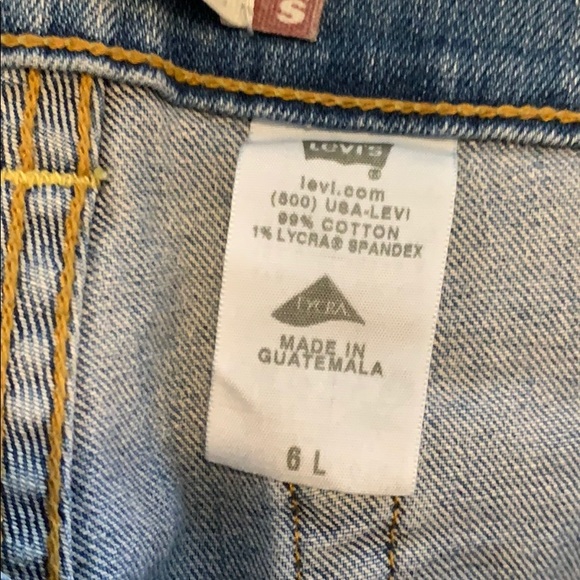 S
LEVI'S
®
levi.com
(800) USA-LEVI
99% COTTON
1% LYCRA® SPANDEX
LYCRA
MADE IN
GUATEMALA
6 L